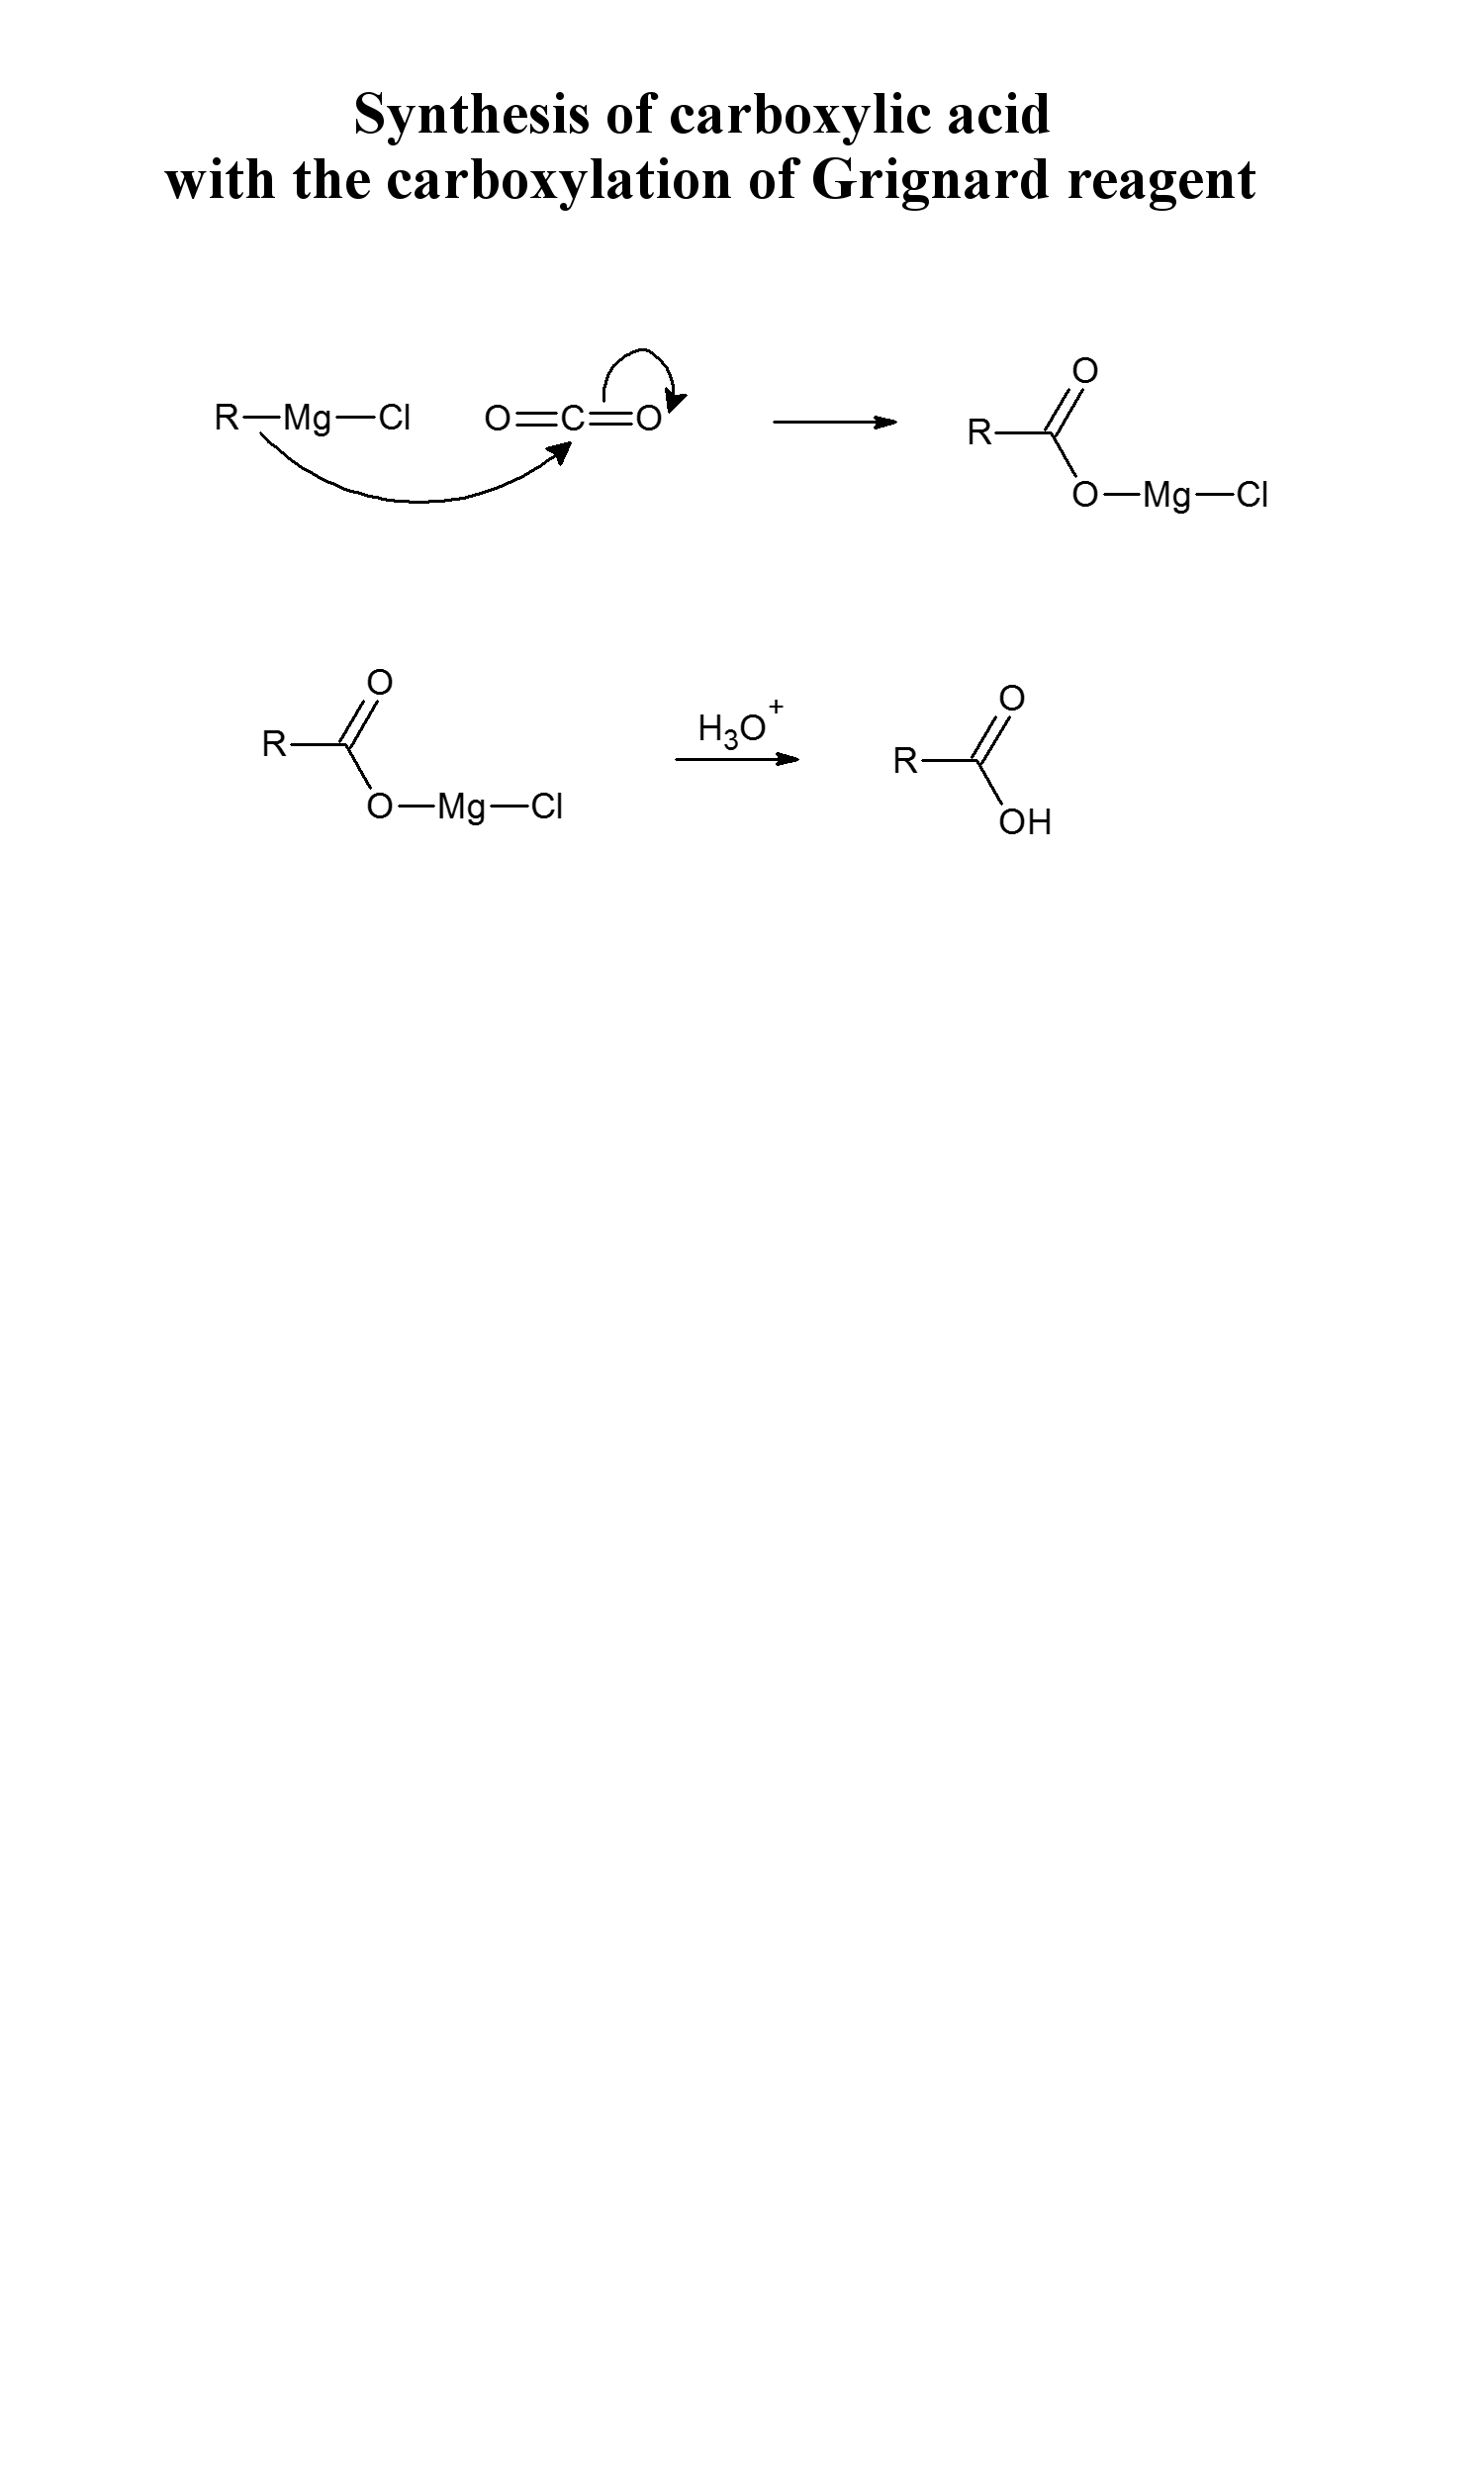 Synthesis of carboxylic acid
with the carboxylation of Grignard reagent
R—Mg—Cl O=C=O R O O—Mg—Cl
R O O—Mg—Cl H₃O⁺ R O OH